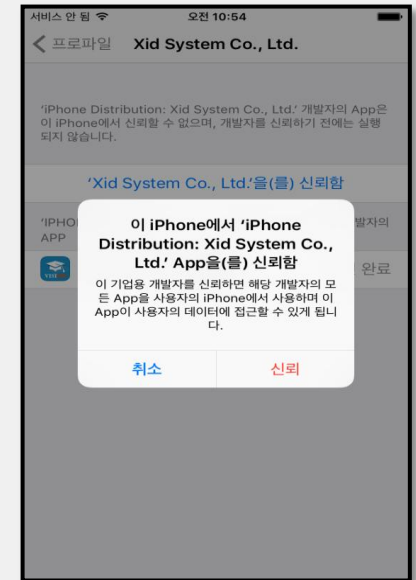 서비스 안 됨
오전 10:54
프로파일
Xid System Co., Ltd.
'iPhone Distribution: Xid System Co., Ltd.' 개발자의 App은
이 iPhone에서 신뢰할 수 없으며, 개발자를 신뢰하기 전에는 실행
되지 않습니다.
'Xid System Co., Ltd.'을(를) 신뢰함
'IPHO
발자의
APP
완료
이 iPhone에서 'iPhone
Distribution: Xid System Co.,
Ltd.' App을(를) 신뢰함
이 기업용 개발자를 신뢰하면 해당 개발자의 모
든 App을 사용자의 iPhone에서 사용하며 이
App이 사용자의 데이터에 접근할 수 있게 됩니
다.
취소
신뢰